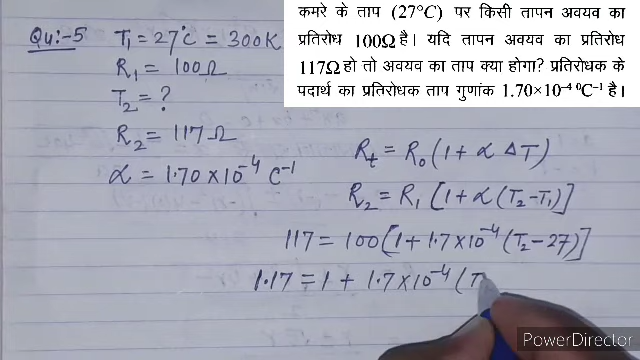 कमरे के ताप (27°C) पर किसी तापन अवयव का
प्रतिरोध 100Ω है। यदि तापन अवयव का प्रतिरोध
117Ω हो तो अवयव का ताप क्या होगा? प्रतिरोधक के
पदार्थ का प्रतिरोधक ताप गुणांक 1.70×10⁻⁴ ⁰C⁻¹ है।
Qu:-5
T₁ = 27°C = 300K
R₁ = 100Ω
T₂ = ?
R₂ = 117Ω
α = 1.70×10⁻⁴ C⁻¹
Rt = R₀ (1 + α ΔT)
R₂ = R₁ [1 + α (T₂ - T₁)]
117 = 100 [1 + 1.7×10⁻⁴ (T₂ - 27)]
1.17 = 1 + 1.7×10⁻⁴ (T
PowerDirector